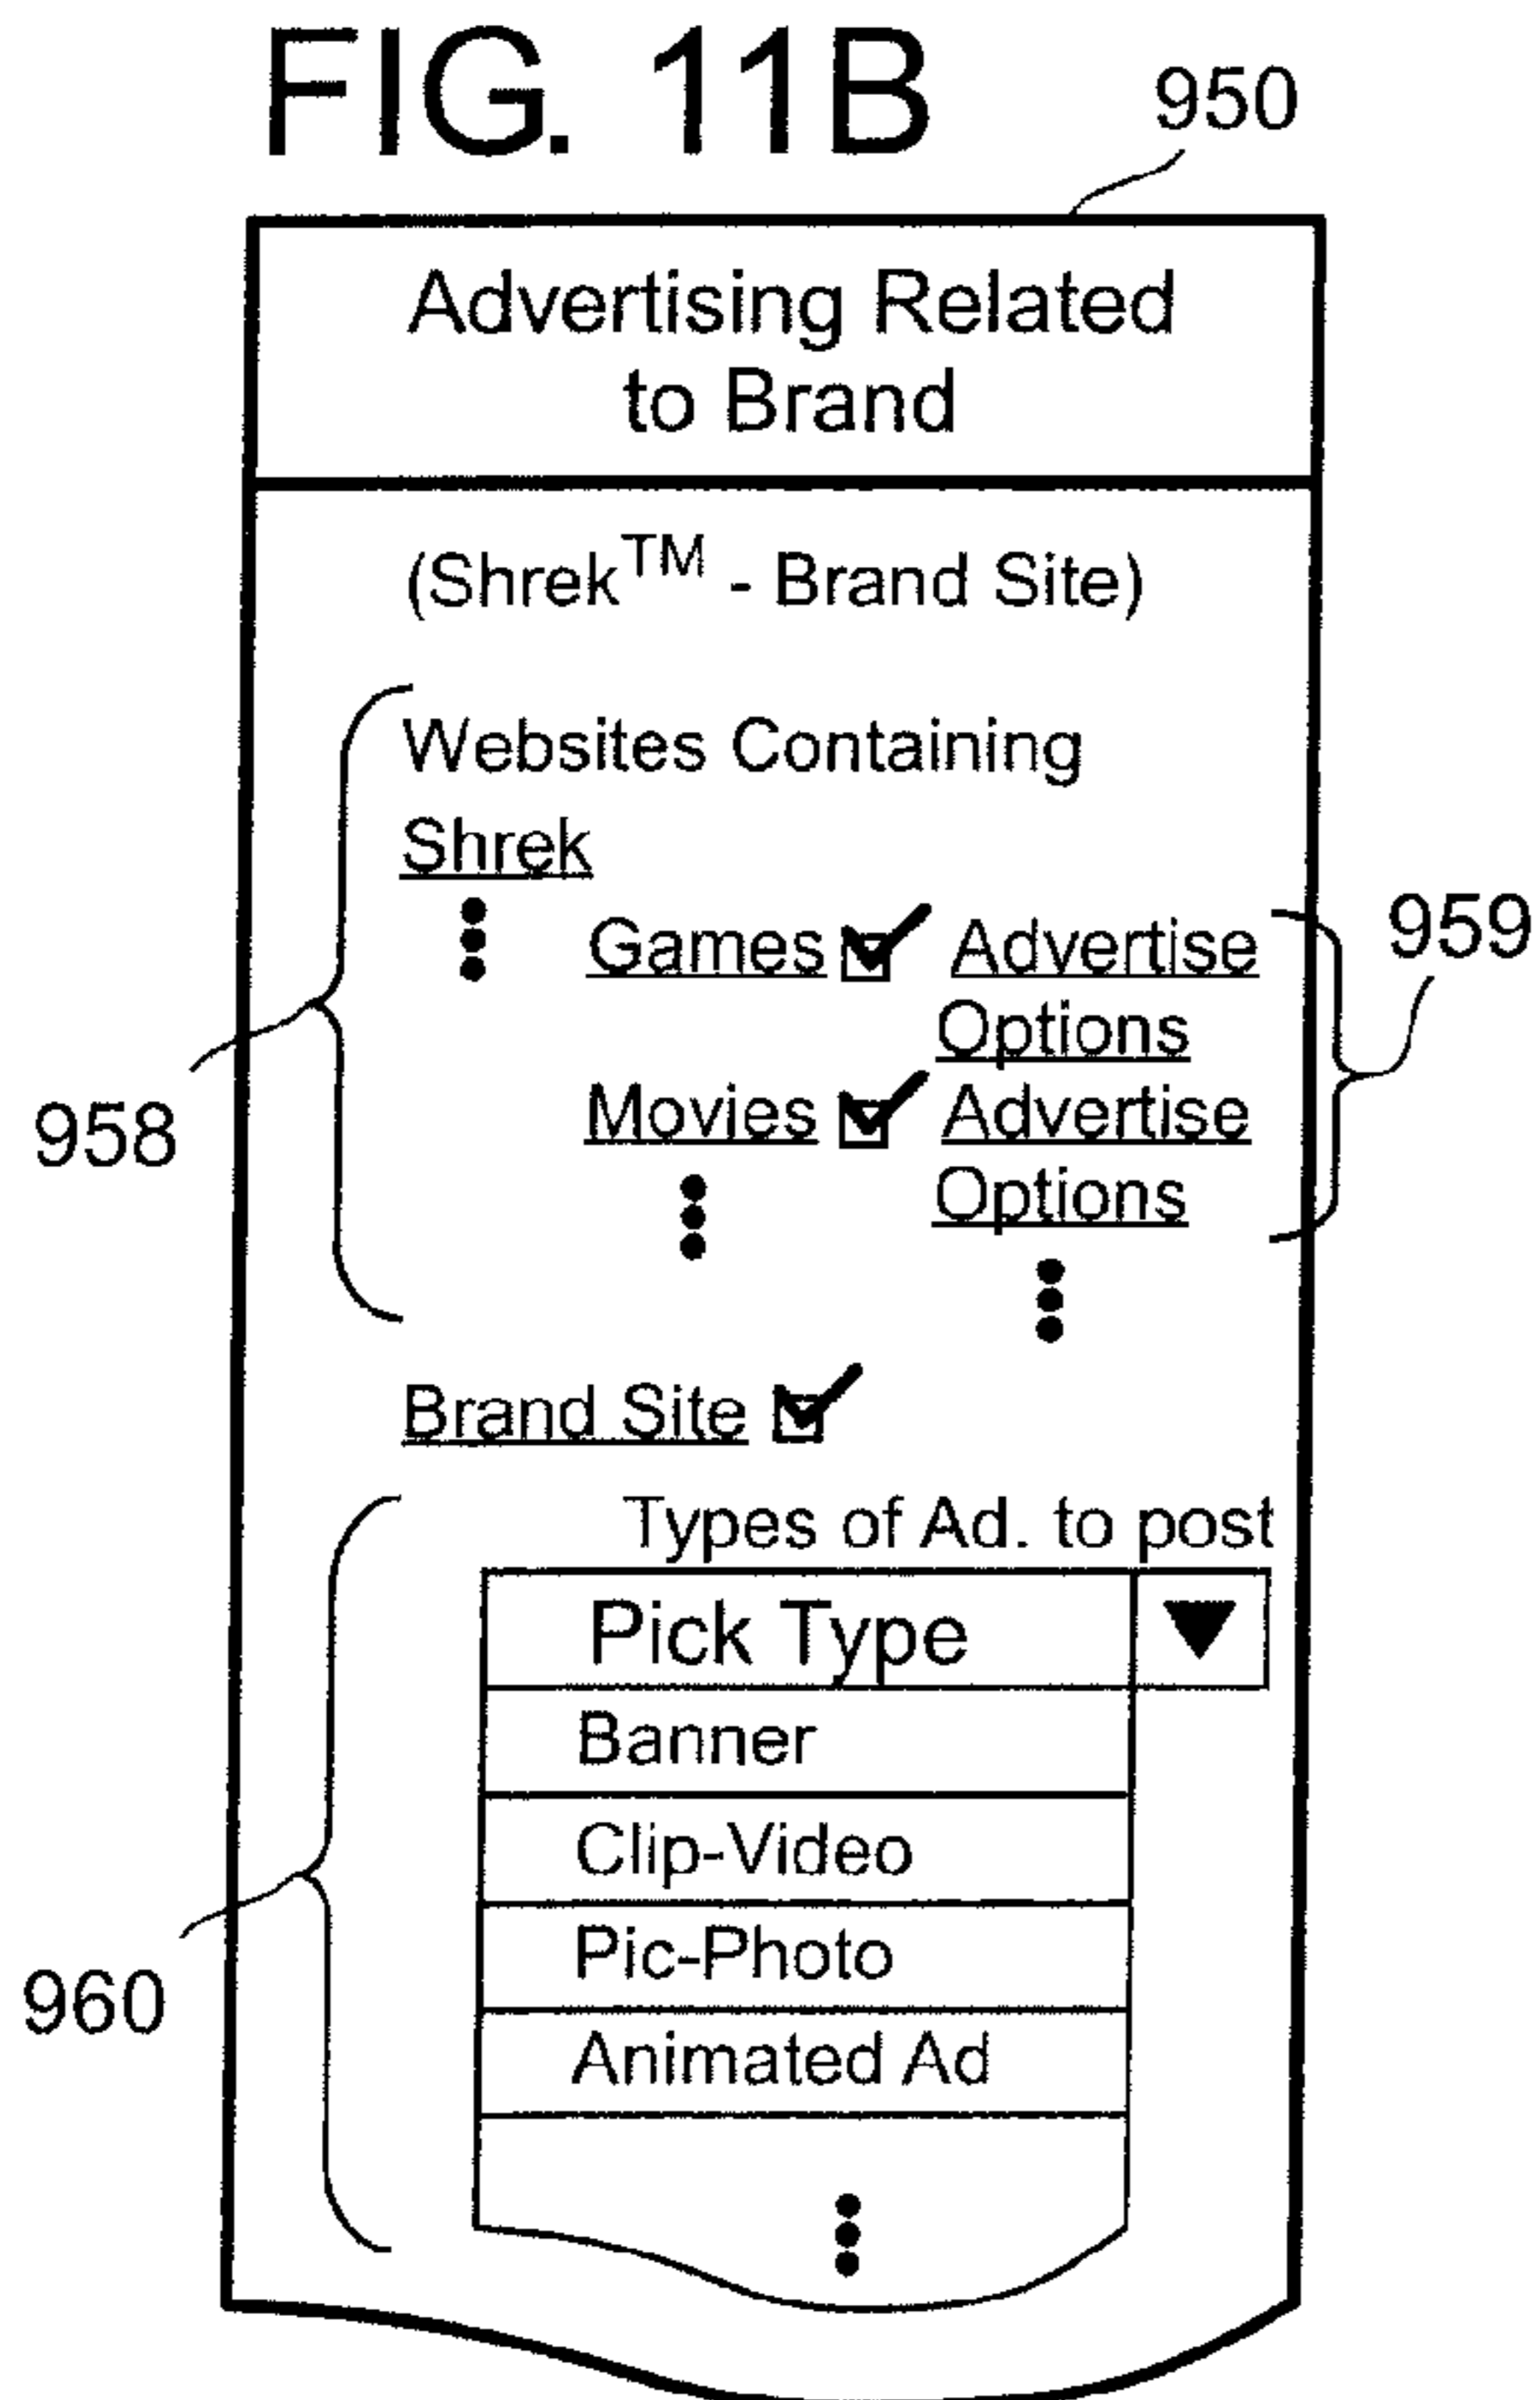 FIG. 11B
950
Advertising Related
to Brand
(Shrek™ - Brand Site)
Websites Containing
Shrek
Games Advertise
Options
959
Movies Advertise
Options
958
Brand Site
Types of Ad. to post
Pick Type
Banner
Clip-Video
Pic-Photo
960
Animated Ad